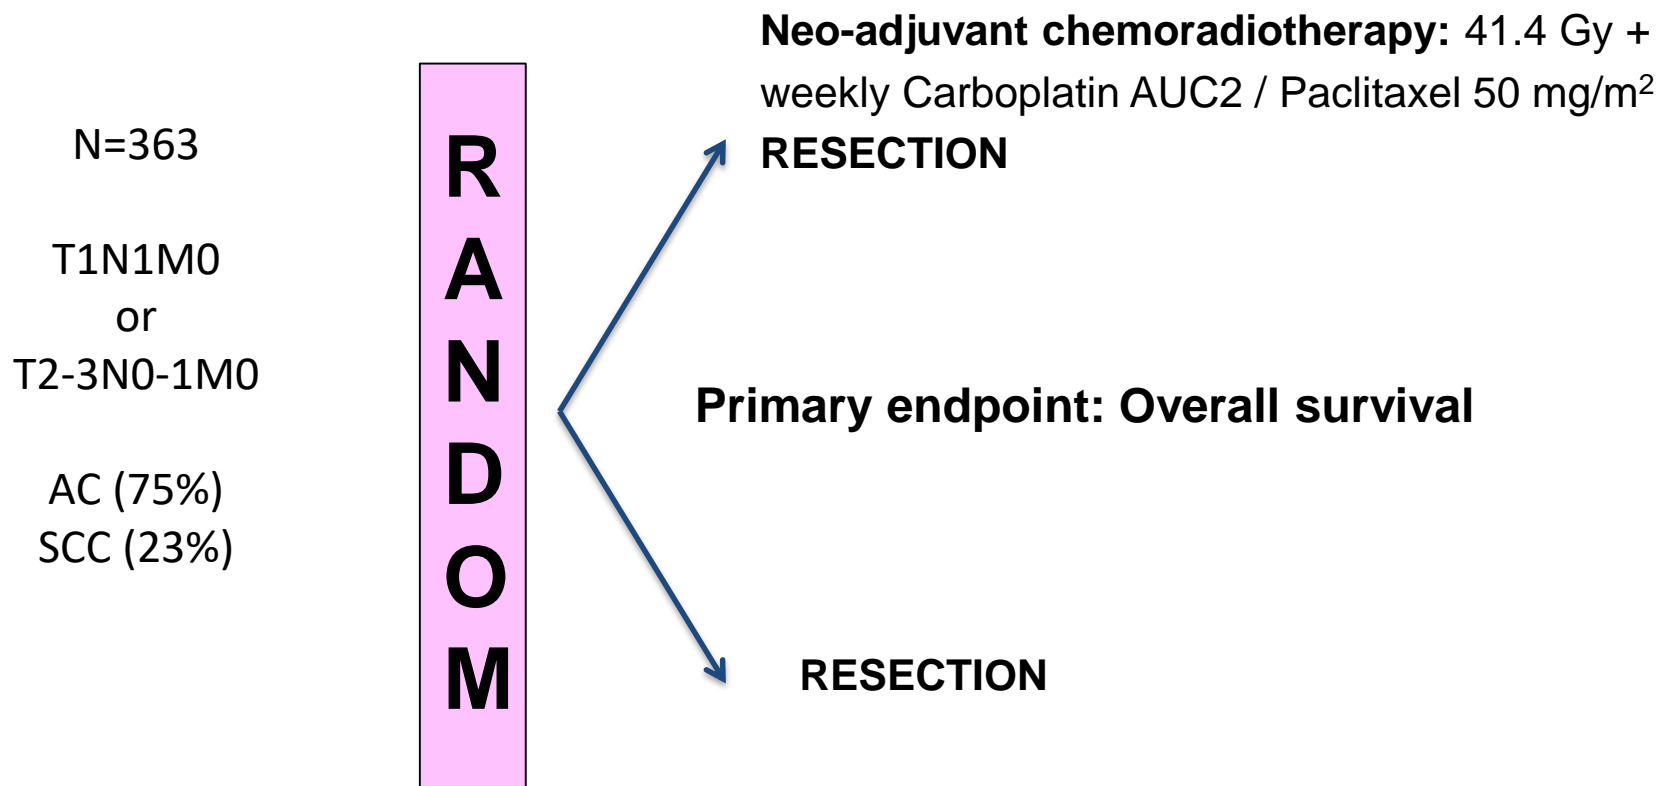 N=363
T1N1M0
or
T2-3N0-1M0
AC (75%)
SCC (23%)
R
A
N
D
O
M
Neo-adjuvant chemoradiotherapy: 41.4 Gy +
weekly Carboplatin AUC2 / Paclitaxel 50 mg/m²
RESECTION
Primary endpoint: Overall survival
RESECTION